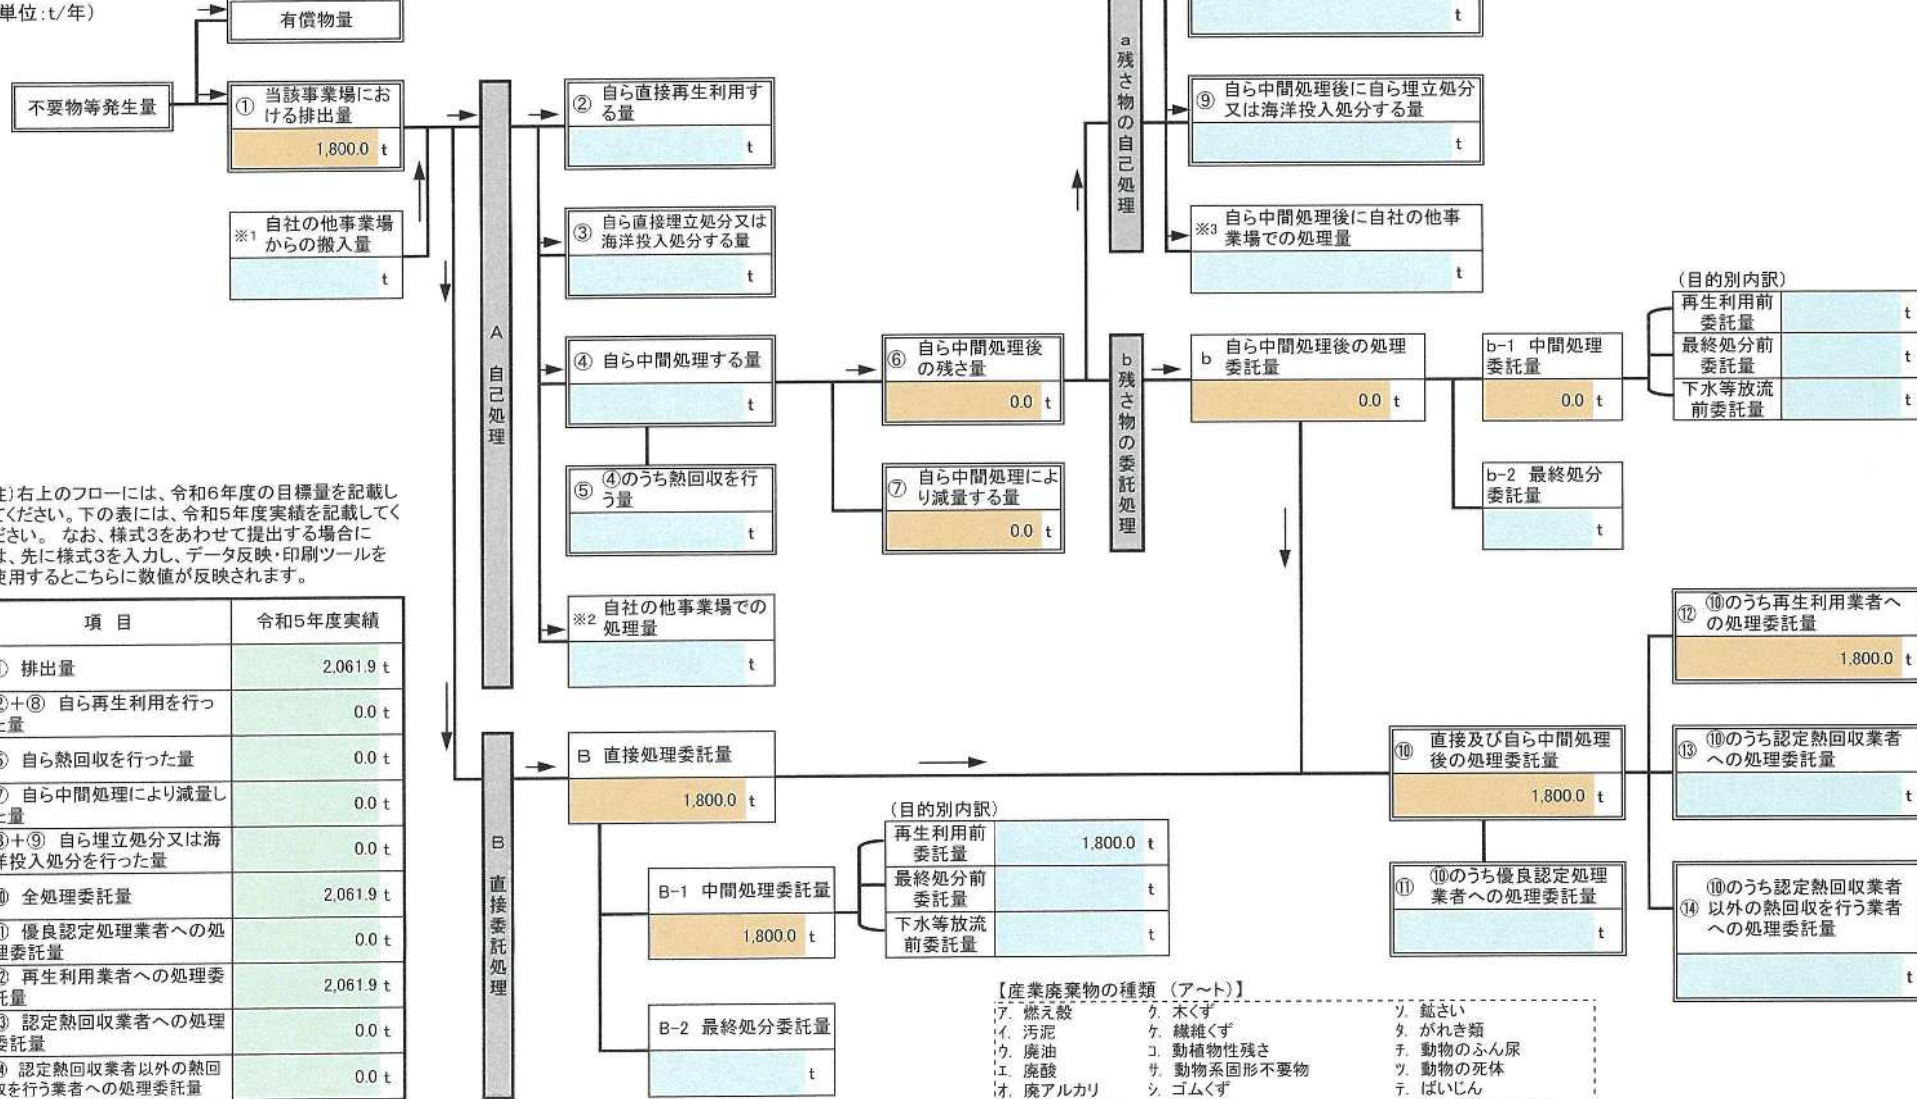 単位:t/年)
有償物量
不要物等発生量
① 当該事業場にお
ける排出量
1,800.0 t
※1 自社の他事業場
からの搬入量
t
A 自己処理
② 自ら直接再生利用す
る量
t
③ 自ら直接埋立処分又は
海洋投入処分する量
t
④ 自ら中間処理する量
t
⑤ ④のうち熱回収を行
う量
t
※2 自社の他事業場での
処理量
t
⑥ 自ら中間処理後
の残さ量
0.0 t
⑦ 自ら中間処理によ
り減量する量
0.0 t
a 残さ物の自己処理
t
⑨ 自ら中間処理後に自ら埋立処分
又は海洋投入処分する量
t
※3 自ら中間処理後に自社の他事
業場での処理量
t
b 残さ物の委託処理
b 自ら中間処理後の処理
委託量
0.0 t
b-1 中間処理
委託量
0.0 t
b-2 最終処分
委託量
t
(目的別内訳)
再生利用前
委託量
t
最終処分前
委託量
t
下水等放流
前委託量
t
右上のフローには、令和6年度の目標量を記載し
てください。下の表には、令和5年度実績を記載してく
ださい。 なお、様式3をあわせて提出する場合に
は、先に様式3を入力し、データ反映・印刷ツールを
使用するとこちらに数値が反映されます。
項 目 令和5年度実績
排出量 2,061.9 t
②+⑧ 自ら再生利用を行っ
た量 0.0 t
自ら熱回収を行った量 0.0 t
自ら中間処理により減量し
た量 0.0 t
③+⑨ 自ら埋立処分又は海
洋投入処分を行った量 0.0 t
全処理委託量 2,061.9 t
優良認定処理業者への処
理委託量 0.0 t
再生利用業者への処理委
託量 2,061.9 t
認定熱回収業者への処理
委託量 0.0 t
認定熱回収業者以外の熱回
収を行う業者への処理委託量 0.0 t
B 直接委託処理
B 直接処理委託量
1,800.0 t
B-1 中間処理委託量
1,800.0 t
B-2 最終処分委託量
t
(目的別内訳)
再生利用前
委託量
1,800.0 t
最終処分前
委託量
t
下水等放流
前委託量
t
⑩ 直接及び自ら中間処理
後の処理委託量
1,800.0 t
⑪ ⑩のうち優良認定処理
業者への処理委託量
t
⑫ ⑩のうち再生利用業者へ
の処理委託量
1,800.0 t
⑬ ⑩のうち認定熱回収業者
への処理委託量
t
⑩のうち認定熱回収業者
⑭ 以外の熱回収を行う業者
への処理委託量
t
【産業廃棄物の種類 (ア～ト)】
ア. 燃え殻 ク. 木くず ソ. 鉱さい
イ. 汚泥 ケ. 繊維くず タ. がれき類
ウ. 廃油 コ. 動植物性残さ チ. 動物のふん尿
エ. 廃酸 サ. 動物系固形不要物 ツ. 動物の死体
オ. 廃アルカリ シ. ゴムくず テ. ばいじん